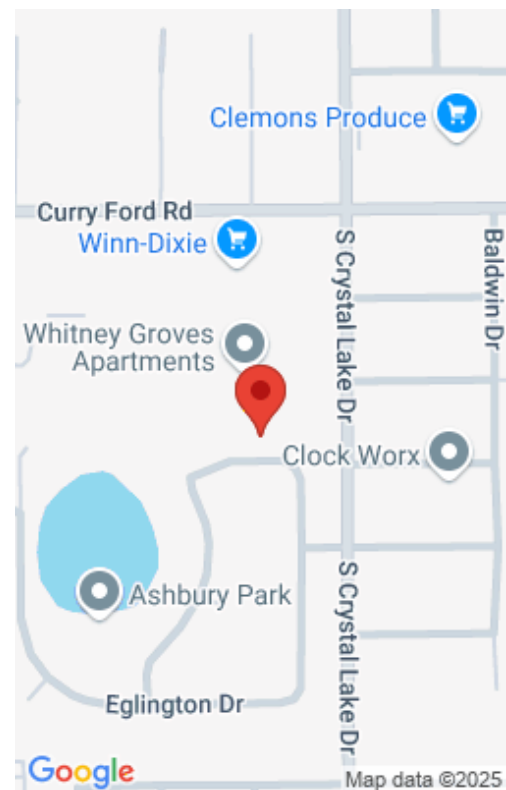 Clemons Produce
Curry Ford Rd
Winn-Dixie
S Crystal Lake Dr
Baldwin Dr
Whitney Groves
Apartments
Clock Worx
Ashbury Park
S Crystal Lake Dr
Eglington Dr
Google
Map data ©2025